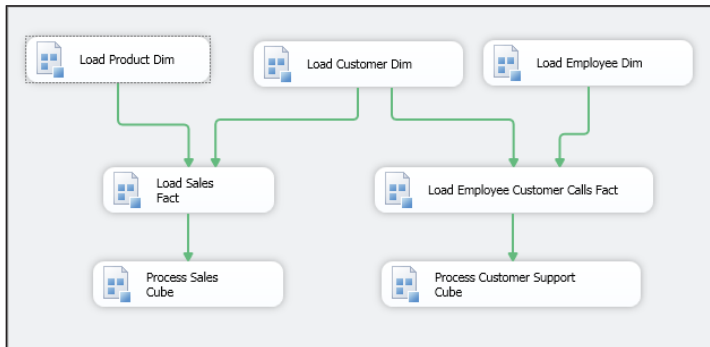 Load Product Dim
Load Customer Dim
Load Employee Dim
Load Sales
Fact
Load Employee Customer Calls Fact
Process Sales
Cube
Process Customer Support
Cube